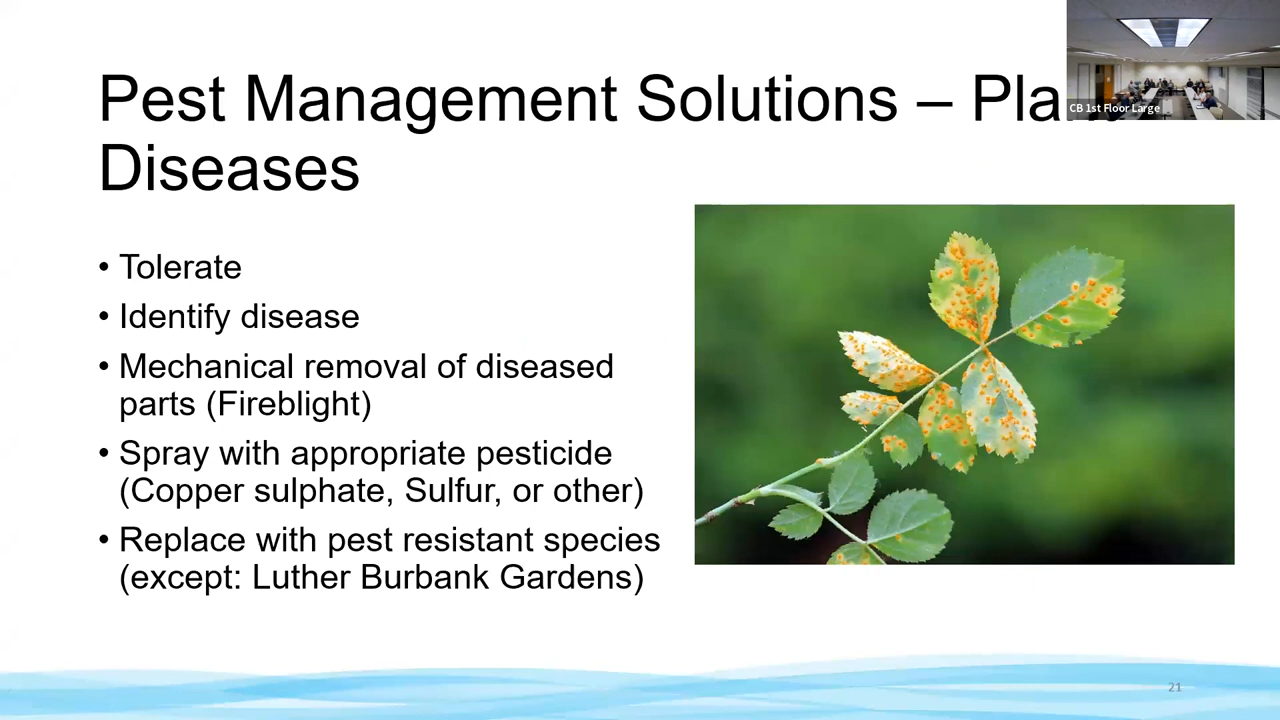 Pest Management Solutions – Pla
Diseases
CB 1st Floor Large
• Tolerate
• Identify disease
• Mechanical removal of diseased
parts (Fireblight)
• Spray with appropriate pesticide
(Copper sulphate, Sulfur, or other)
• Replace with pest resistant species
(except: Luther Burbank Gardens)
21